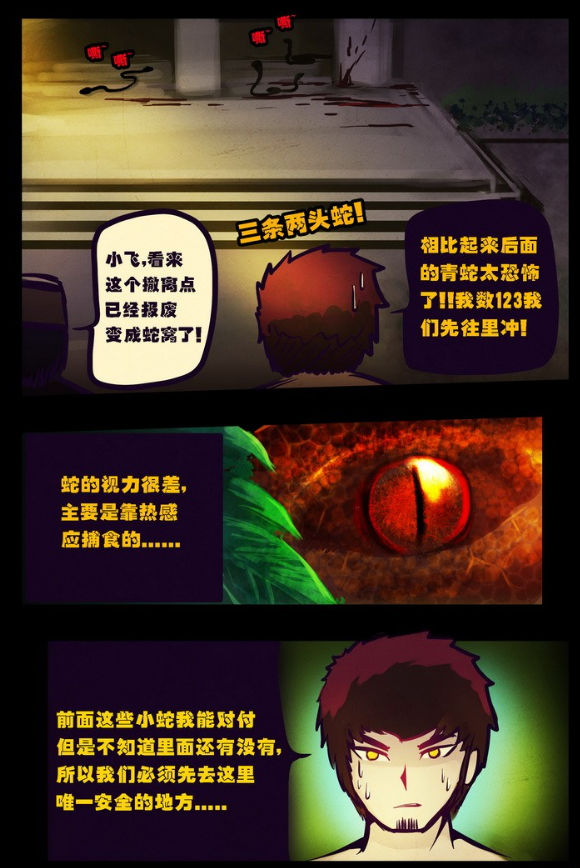 嘶~
嘶~
嘶~
嘶~
三条两头蛇!
小飞,看来
这个撤离点
已经报废
变成蛇窝了!
相比起来后面
的青蛇太恐怖
了!!我数123我
们先往里冲!
蛇的视力很差,
主要是靠热感
应捕食的......
前面这些小蛇我能对付
但是不知道里面还有没有,
所以我们必须先去这里
唯一安全的地方.....